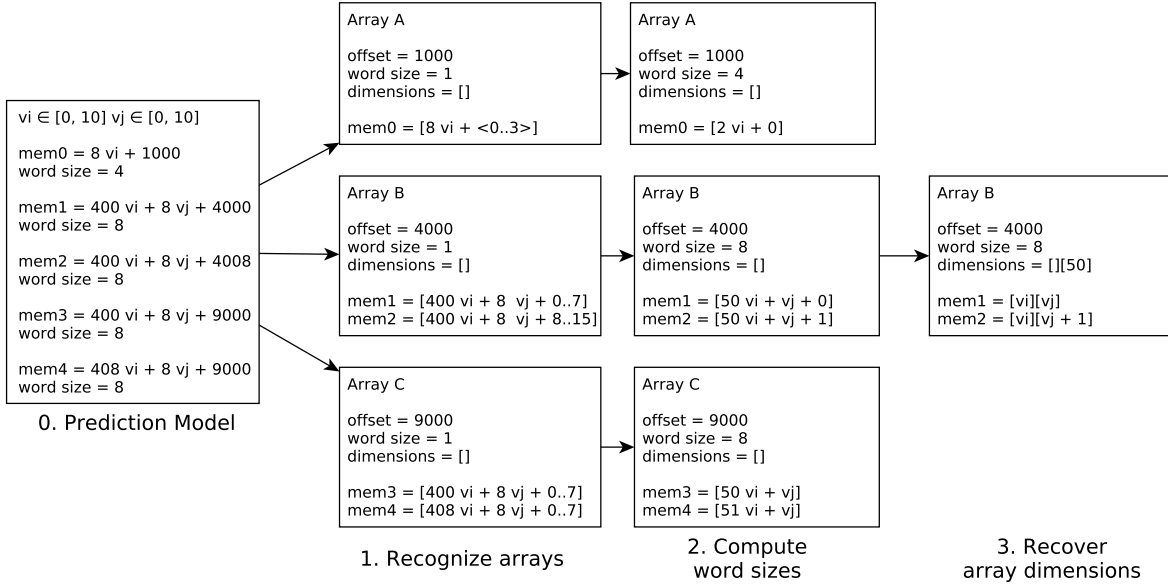 vi ∈ [0, 10] vj ∈ [0, 10]
mem0 = 8 vi + 1000
word size = 4
mem1 = 400 vi + 8 vj + 4000
word size = 8
mem2 = 400 vi + 8 vj + 4008
word size = 8
mem3 = 400 vi + 8 vj + 9000
word size = 8
mem4 = 408 vi + 8 vj + 9000
word size = 8
0. Prediction Model
Array A
offset = 1000
word size = 1
dimensions = []
mem0 = [8 vi + <0..3>]
Array B
offset = 4000
word size = 1
dimensions = []
mem1 = [400 vi + 8  vj + 0..7]
mem2 = [400 vi + 8  vj + 8..15]
Array C
offset = 9000
word size = 1
dimensions = []
mem3 = [400 vi + 8 vj + 0..7]
mem4 = [408 vi + 8 vj + 0..7]
1. Recognize arrays
Array A
offset = 1000
word size = 4
dimensions = []
mem0 = [2 vi + 0]
Array B
offset = 4000
word size = 8
dimensions = []
mem1 = [50 vi + vj + 0]
mem2 = [50 vi + vj + 1]
Array C
offset = 9000
word size = 8
dimensions = []
mem3 = [50 vi + vj]
mem4 = [51 vi + vj]
2. Compute
word sizes
Array B
offset = 4000
word size = 8
dimensions = [][50]
mem1 = [vi][vj]
mem2 = [vi][vj + 1]
3. Recover
array dimensions